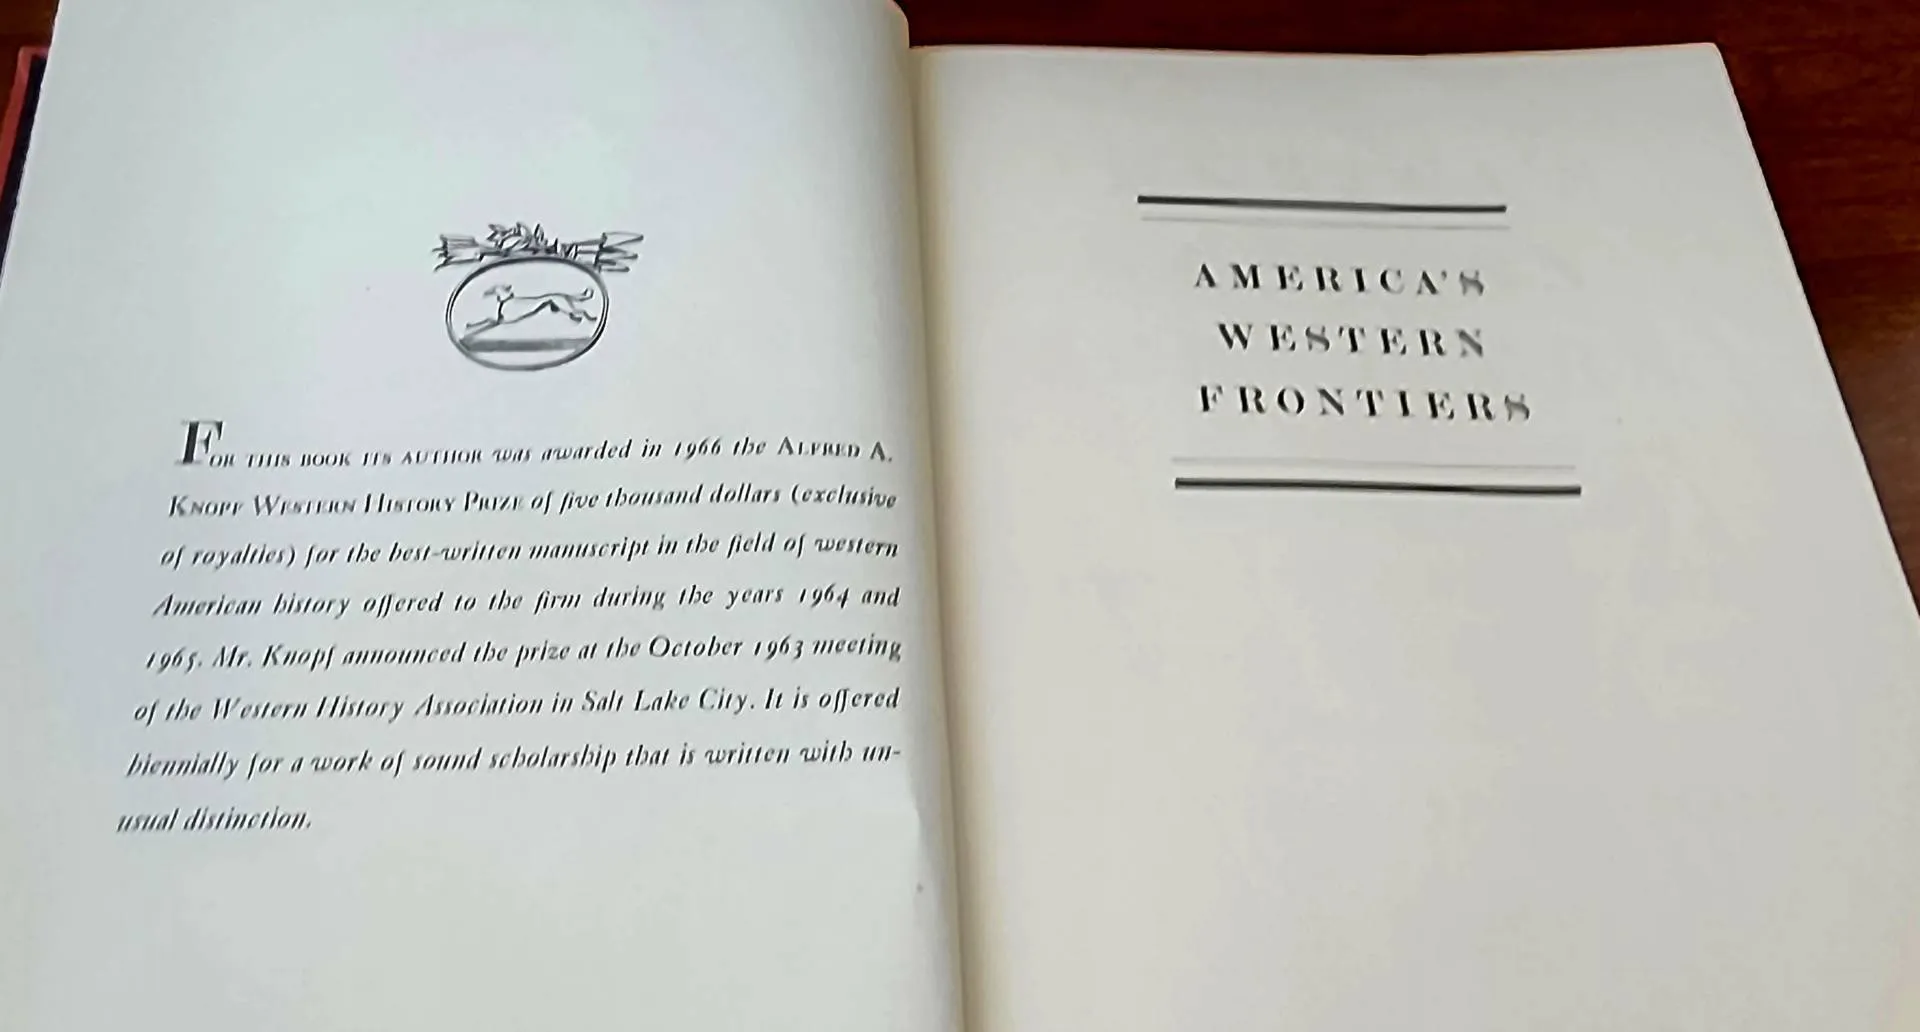 FOR THIS BOOK ITS AUTHOR was awarded in 1966 the ALFRED A.
KNOPF WESTERN HISTORY PRIZE of five thousand dollars (exclusive
of royalties) for the best-written manuscript in the field of western
American history offered to the firm during the years 1964 and
1965. Mr. Knopf announced the prize at the October 1963 meeting
of the Western History Association in Salt Lake City. It is offered
biennially for a work of sound scholarship that is written with un-
usual distinction.
AMERICA'S
WESTERN
FRONTIERS